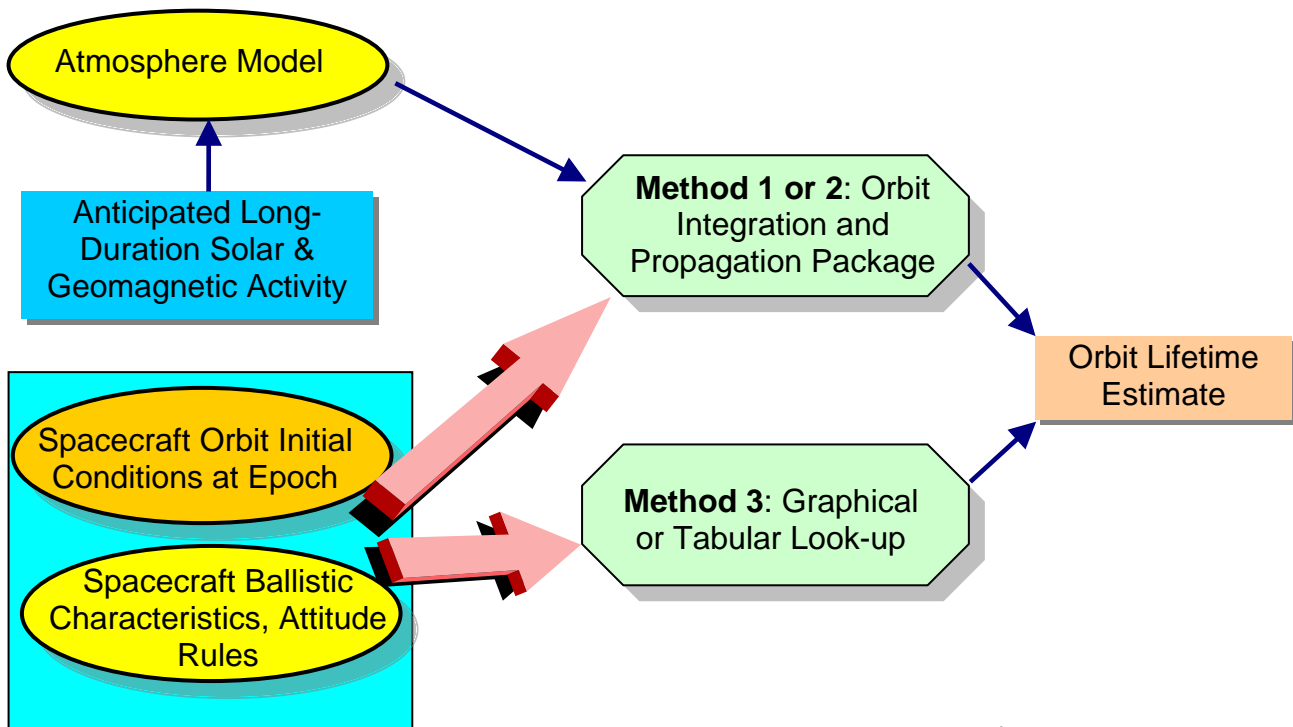 Atmosphere Model
Anticipated Long-
Duration Solar &
Geomagnetic Activity
Method 1 or 2: Orbit
Integration and
Propagation Package
Orbit Lifetime
Estimate
Spacecraft Orbit Initial
Conditions at Epoch
Method 3: Graphical
or Tabular Look-up
Spacecraft Ballistic
Characteristics, Attitude
Rules